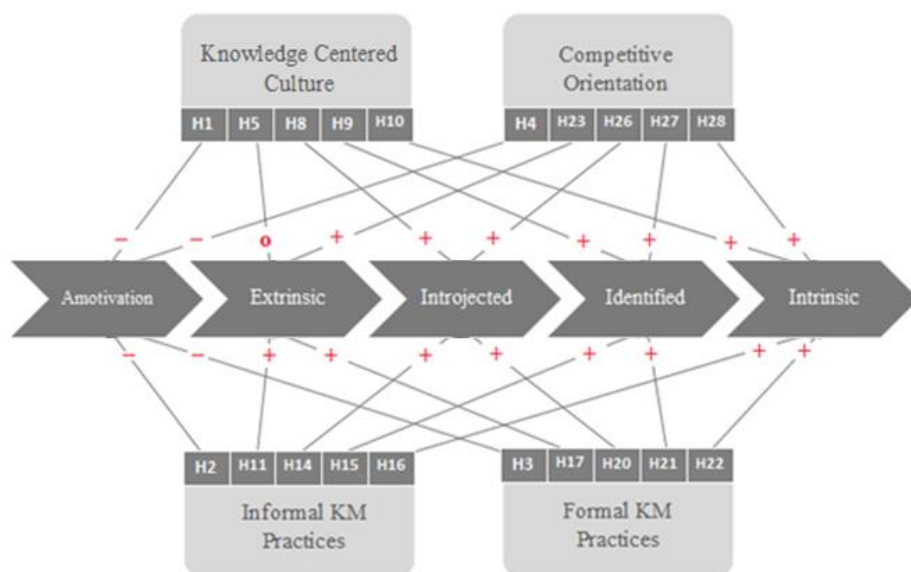 Knowledge Centered
Culture
Competitive
Orientation
H1 H5 H8 H9 H10
H4 H23 H26 H27 H28
− − o + + + + + + +
Amotivation Extrinsic Introjected Identified Intrinsic
− − + + + + + + + +
H2 H11 H14 H15 H16
H3 H17 H20 H21 H22
Informal KM
Practices
Formal KM
Practices